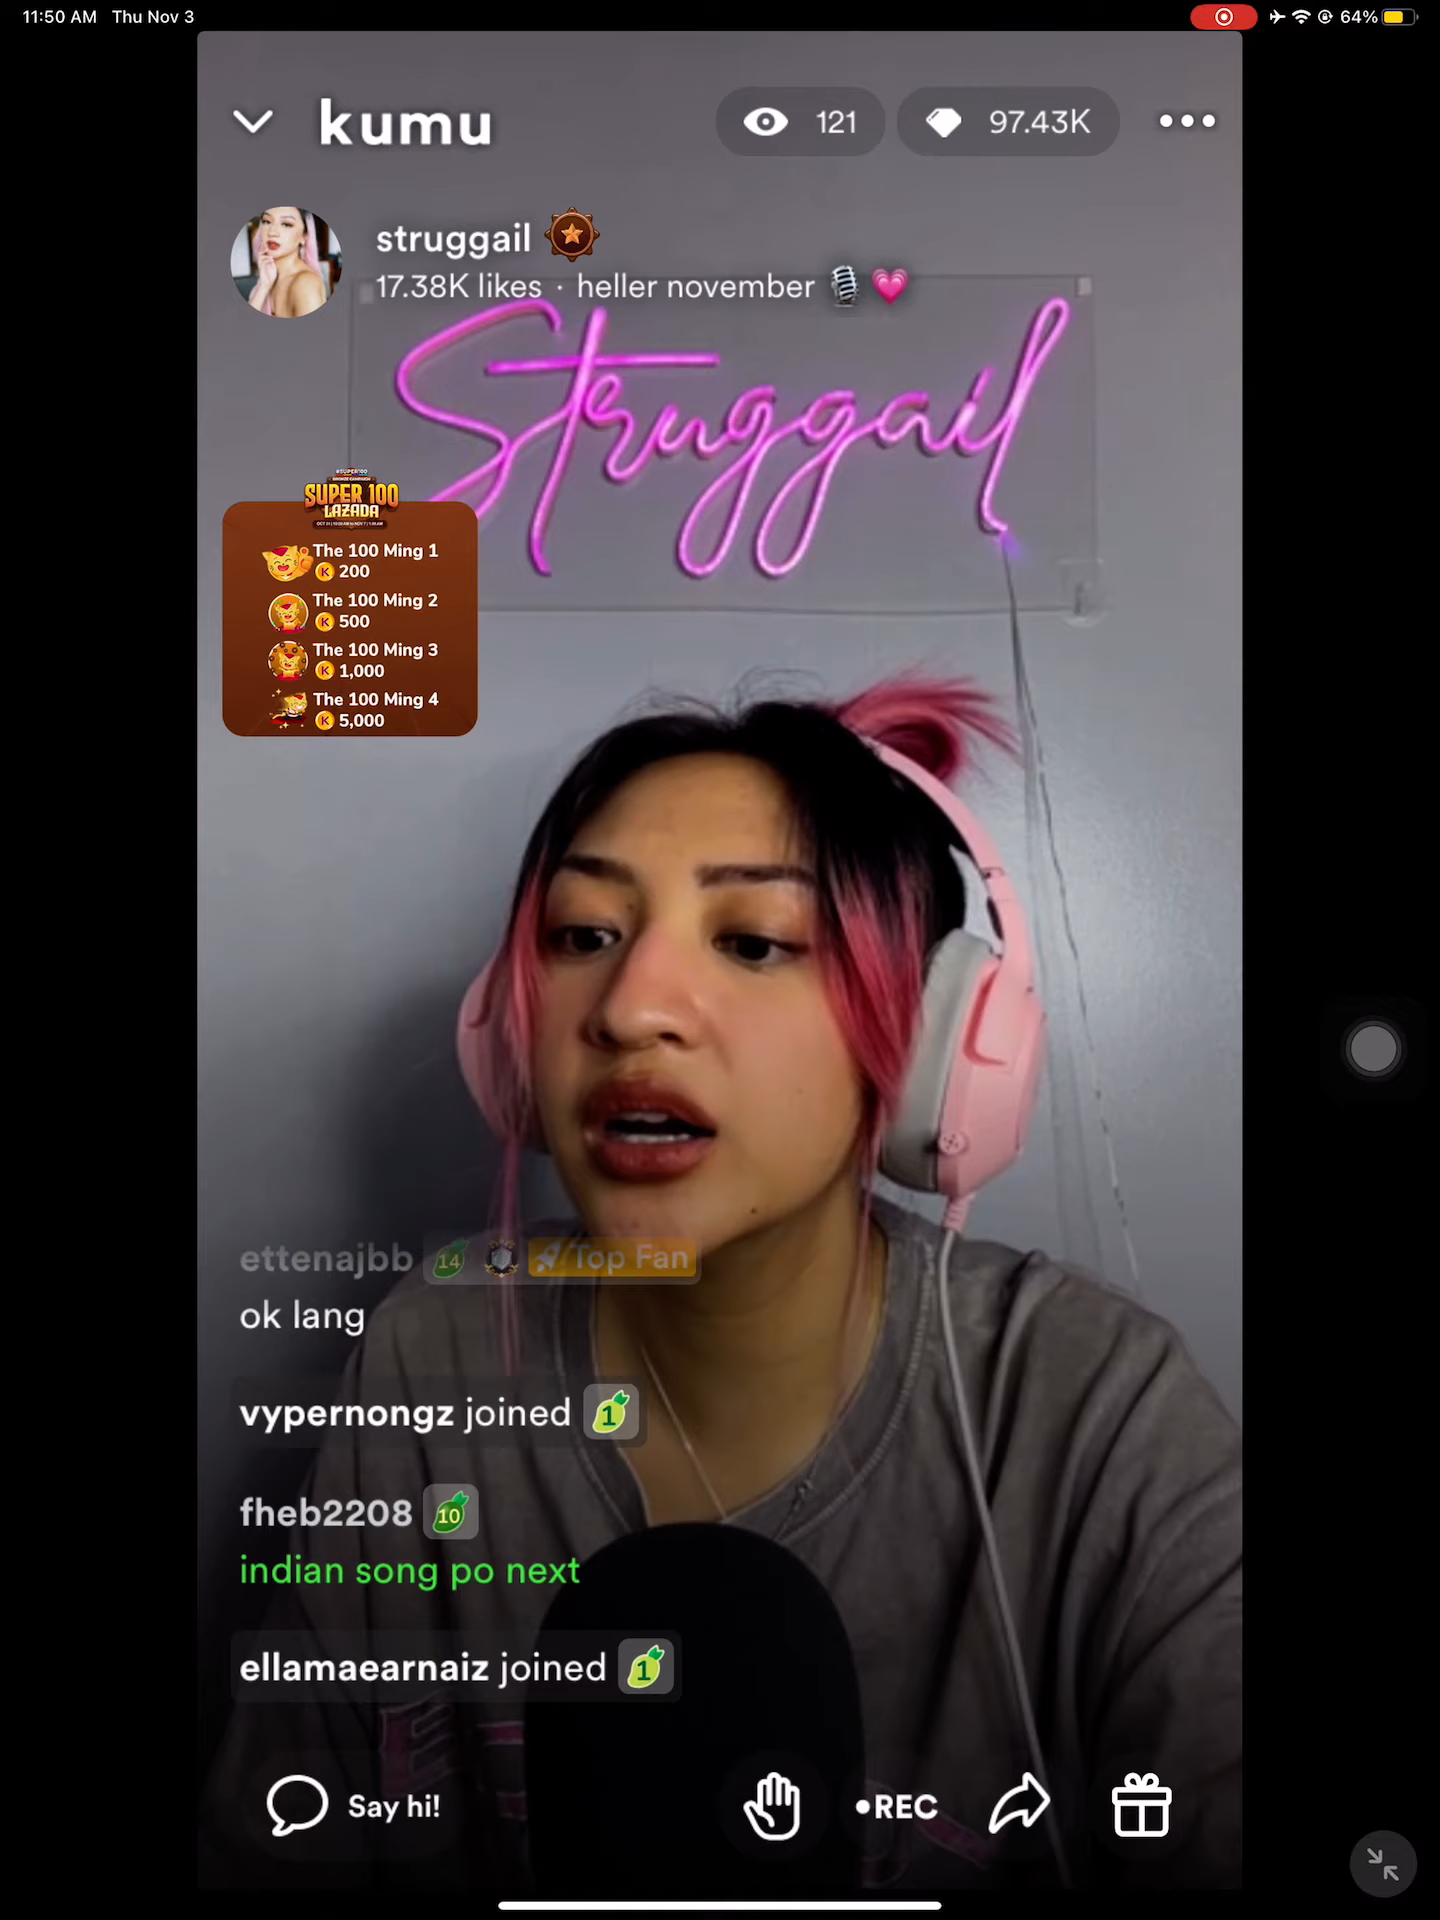 11:50 AM Thu Nov 3
64%
kumu
121
97.43K
struggail
17.38K likes · heller november
Struggail
#SUPER100
BRONZE CAMPAIGN
SUPER 100
LAZADA
The 100 Ming 1
K 200
The 100 Ming 2
K 500
The 100 Ming 3
K 1,000
The 100 Ming 4
K 5,000
ettenajbb 14 Top Fan
ok lang
vypernongz joined 1
fheb2208 10
indian song po next
ellamaearnaiz joined 1
Say hi!
•REC